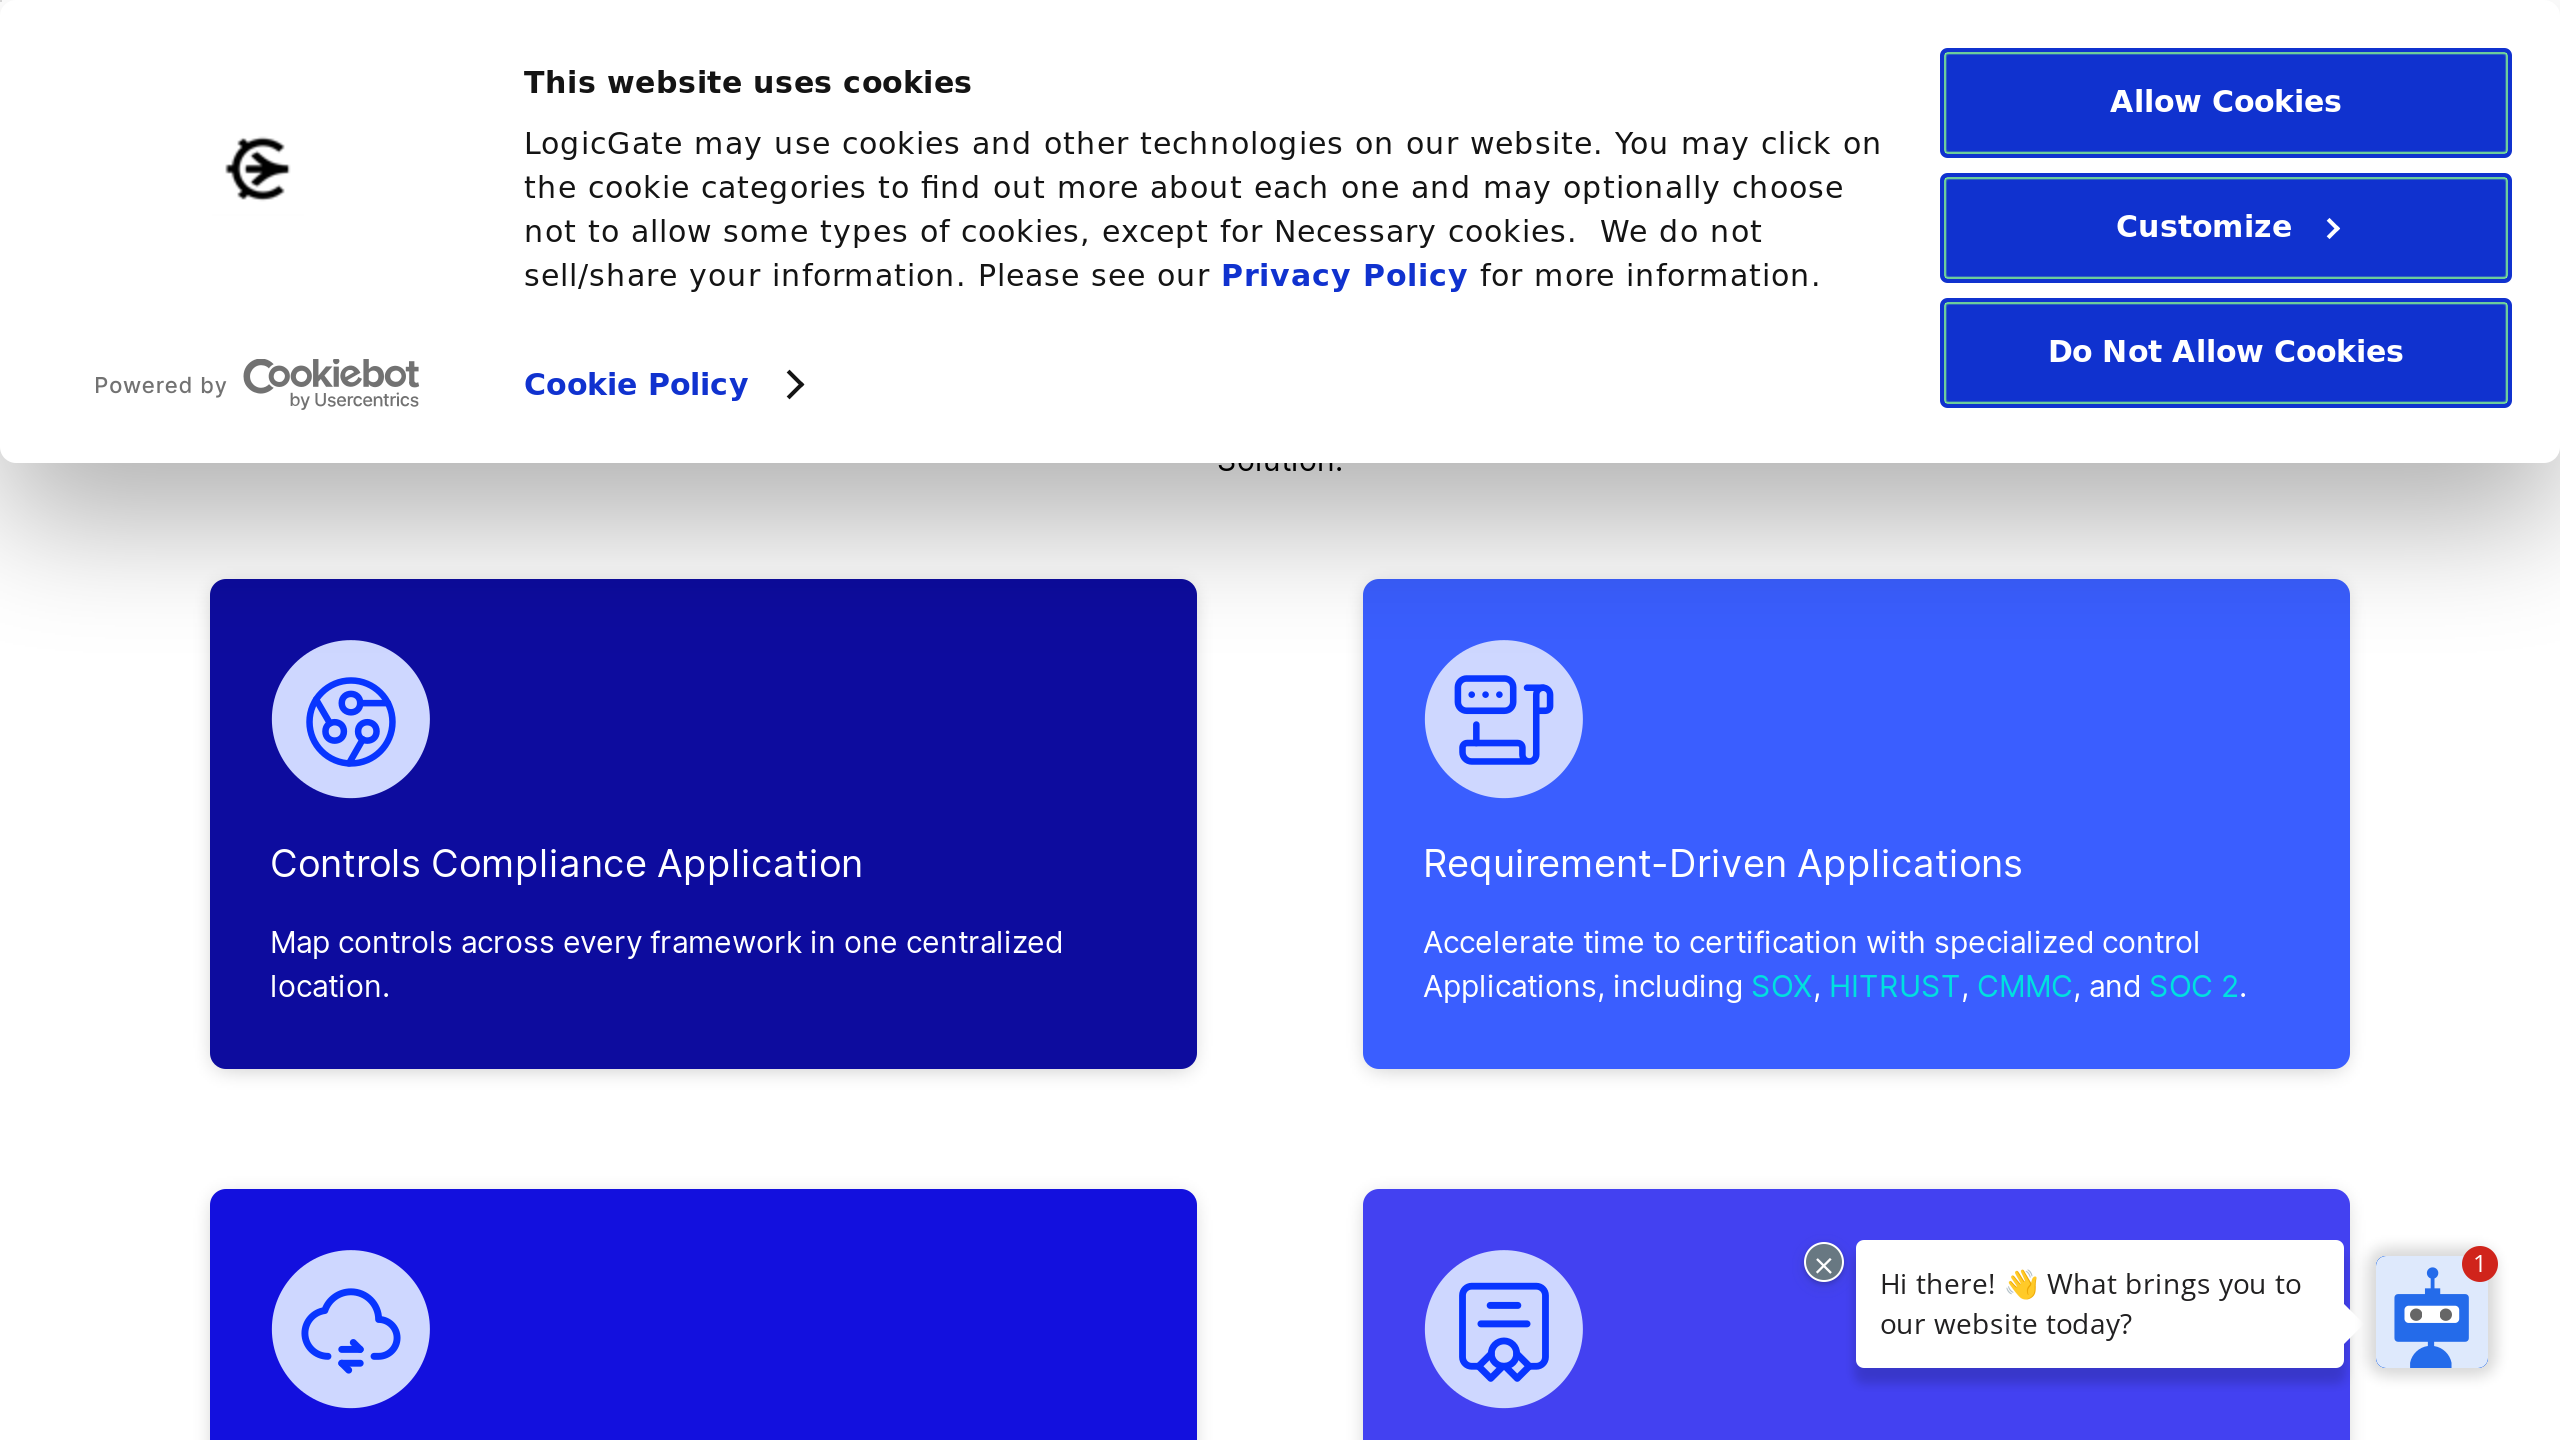 This website uses cookies
LogicGate may use cookies and other technologies on our website. You may click on
the cookie categories to find out more about each one and may optionally choose
not to allow some types of cookies, except for Necessary cookies.  We do not
sell/share your information. Please see our Privacy Policy for more information.
Powered by Cookiebot
by Usercentrics
Cookie Policy
Allow Cookies
Customize
Do Not Allow Cookies
Solution.
Controls Compliance Application
Map controls across every framework in one centralized
location.
Requirement-Driven Applications
Accelerate time to certification with specialized control
Applications, including SOX, HITRUST, CMMC, and SOC 2.
Hi there! 👋 What brings you to
our website today?
1